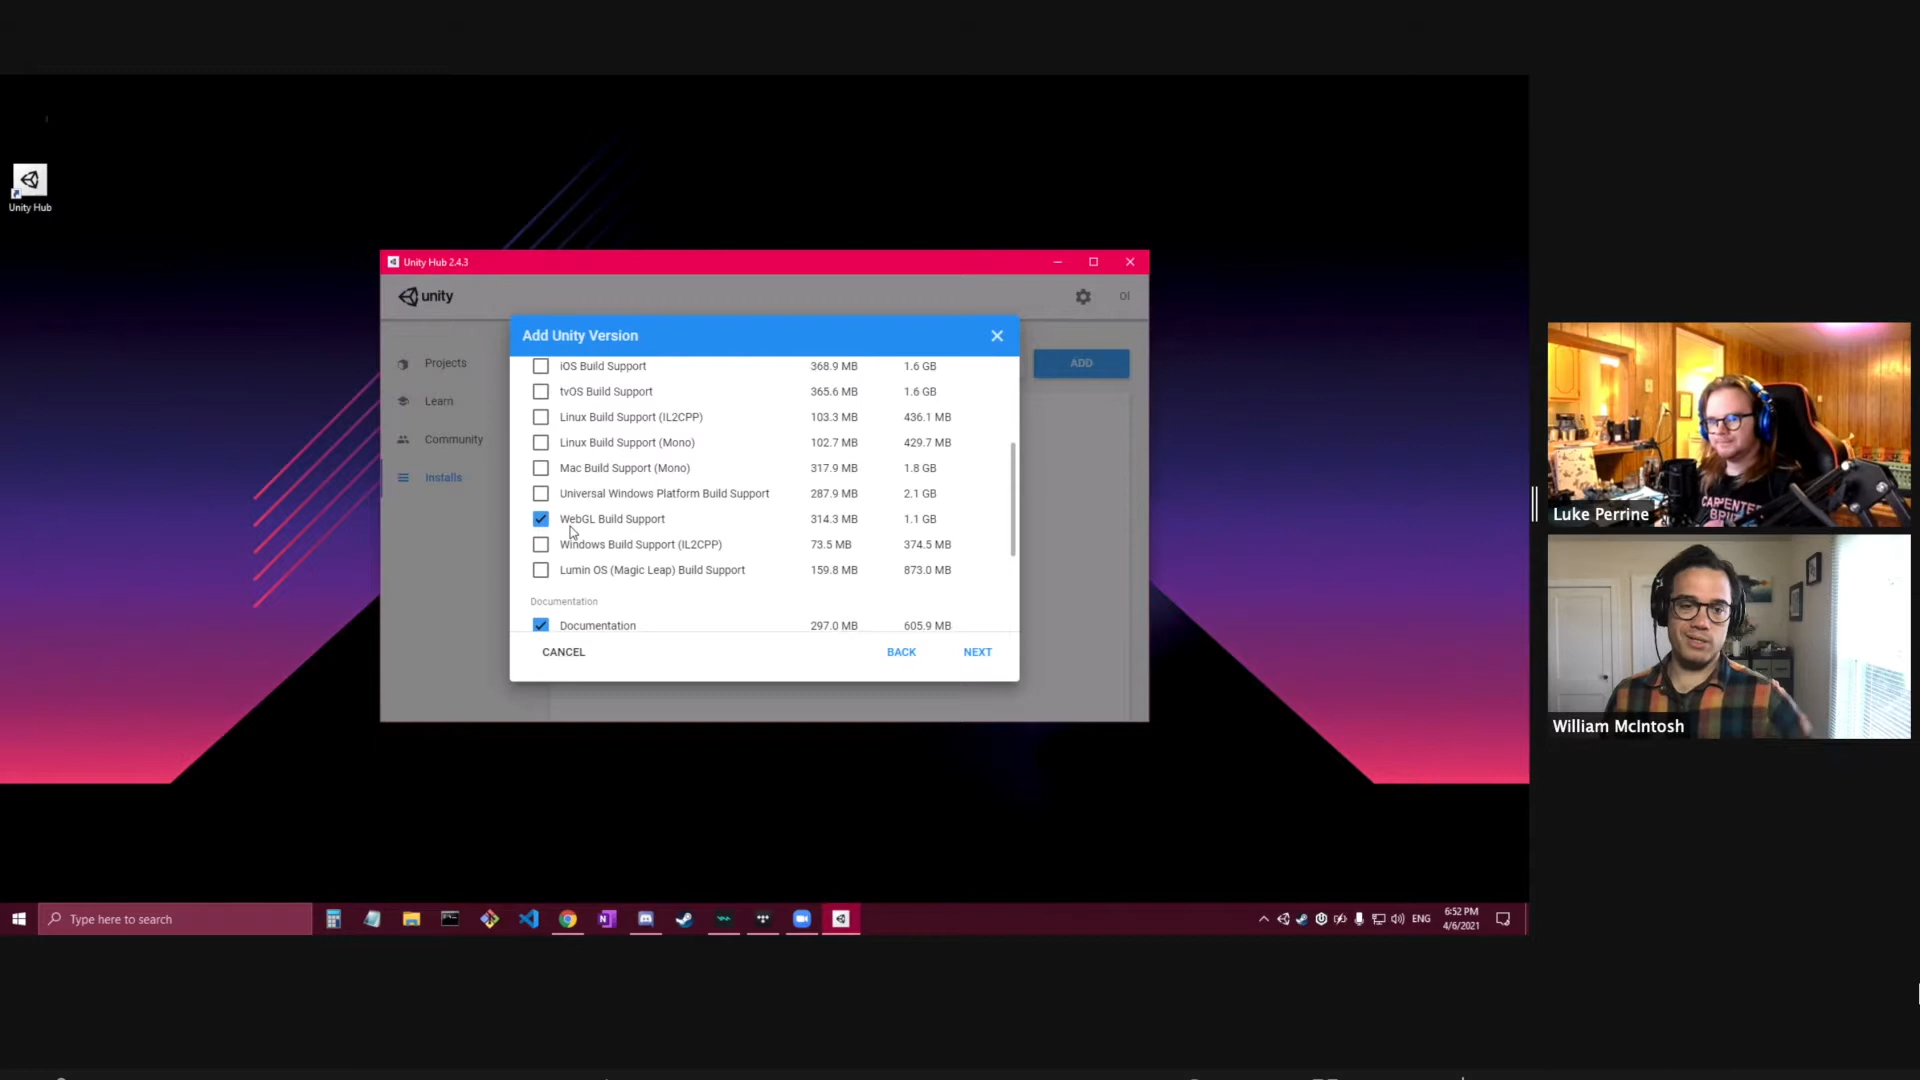 Unity Hub
Unity Hub 2.4.3
unity
Projects
Learn
Community
Installs
ADD
Add Unity Version
iOS Build Support 368.9 MB 1.6 GB
tvOS Build Support 365.6 MB 1.6 GB
Linux Build Support (IL2CPP) 103.3 MB 436.1 MB
Linux Build Support (Mono) 102.7 MB 429.7 MB
Mac Build Support (Mono) 317.9 MB 1.8 GB
Universal Windows Platform Build Support 287.9 MB 2.1 GB
WebGL Build Support 314.3 MB 1.1 GB
Windows Build Support (IL2CPP) 73.5 MB 374.5 MB
Lumin OS (Magic Leap) Build Support 159.8 MB 873.0 MB
Documentation
Documentation 297.0 MB 605.9 MB
CANCEL BACK NEXT
CARPENTER
Luke Perrine
William McIntosh
Type here to search
ENG
6:52 PM
4/6/2021